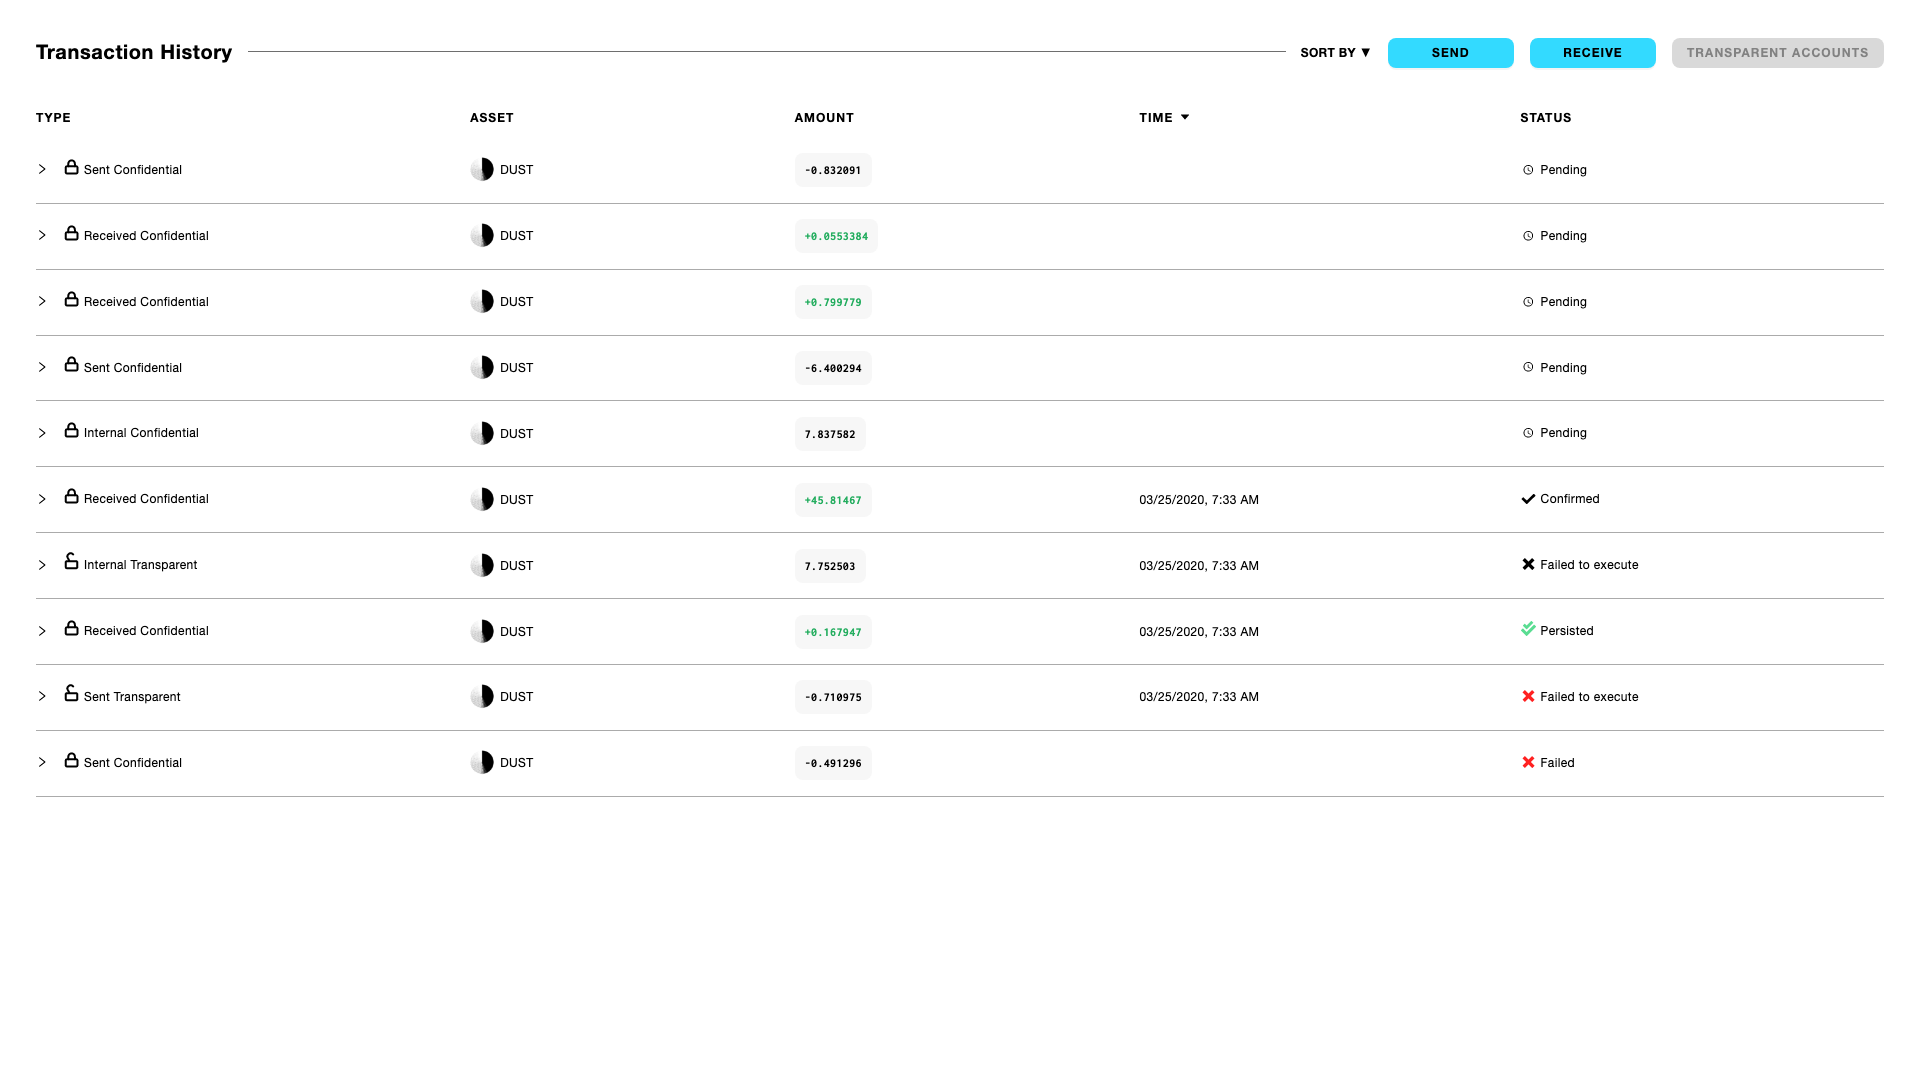 Transaction History SORT BY ▼ SEND RECEIVE TRANSPARENT ACCOUNTS
TYPE ASSET AMOUNT TIME STATUS
Sent Confidential DUST -0.832091 Pending
Received Confidential DUST +0.0553384 Pending
Received Confidential DUST +0.799779 Pending
Sent Confidential DUST -6.400294 Pending
Internal Confidential DUST 7.837582 Pending
Received Confidential DUST +45.81467 03/25/2020, 7:33 AM Confirmed
Internal Transparent DUST 7.752503 03/25/2020, 7:33 AM Failed to execute
Received Confidential DUST +0.167947 03/25/2020, 7:33 AM Persisted
Sent Transparent DUST -0.710975 03/25/2020, 7:33 AM Failed to execute
Sent Confidential DUST -0.491296 Failed